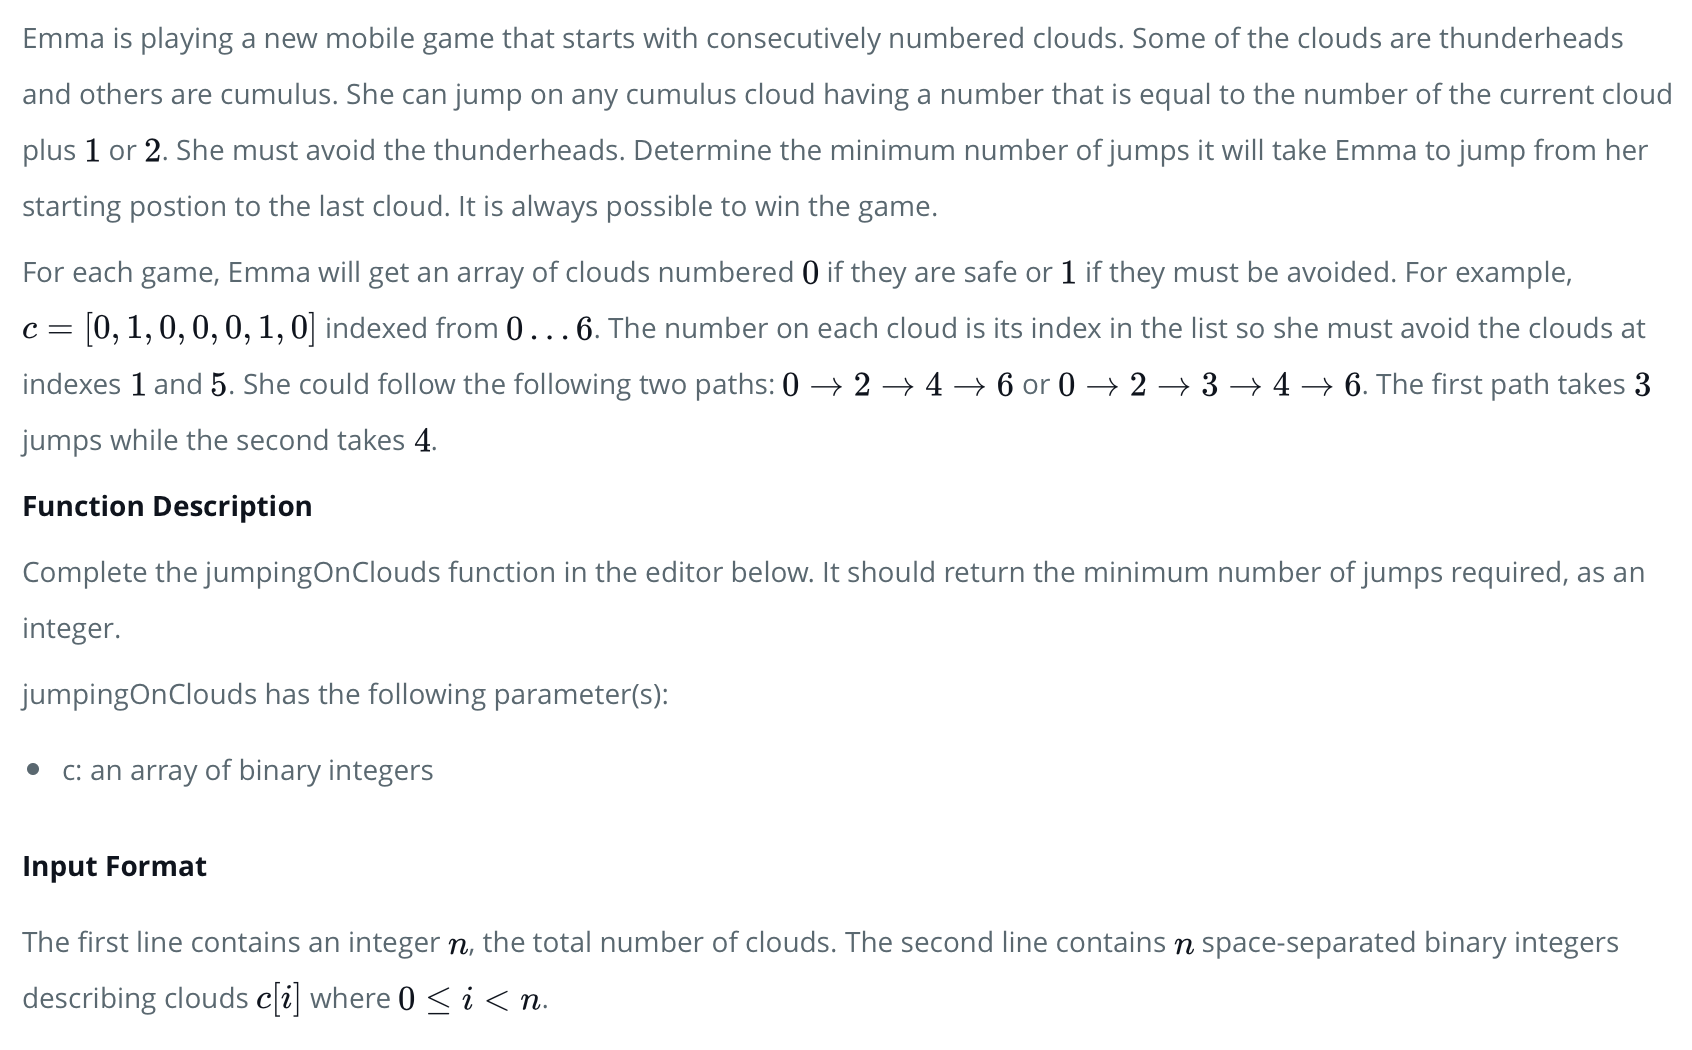 Emma is playing a new mobile game that starts with consecutively numbered clouds. Some of the clouds are thunderheads
and others are cumulus. She can jump on any cumulus cloud having a number that is equal to the number of the current cloud
plus 1 or 2. She must avoid the thunderheads. Determine the minimum number of jumps it will take Emma to jump from her
starting postion to the last cloud. It is always possible to win the game.
For each game, Emma will get an array of clouds numbered 0 if they are safe or 1 if they must be avoided. For example,
c = [0, 1, 0, 0, 0, 1, 0] indexed from 0 . . . 6. The number on each cloud is its index in the list so she must avoid the clouds at
indexes 1 and 5. She could follow the following two paths: 0 → 2 → 4 → 6 or 0 → 2 → 3 → 4 → 6. The first path takes 3
jumps while the second takes 4.
Function Description
Complete the jumpingOnClouds function in the editor below. It should return the minimum number of jumps required, as an
integer.
jumpingOnClouds has the following parameter(s):
• c: an array of binary integers
Input Format
The first line contains an integer n, the total number of clouds. The second line contains n space-separated binary integers
describing clouds c[i] where 0 ≤ i < n.